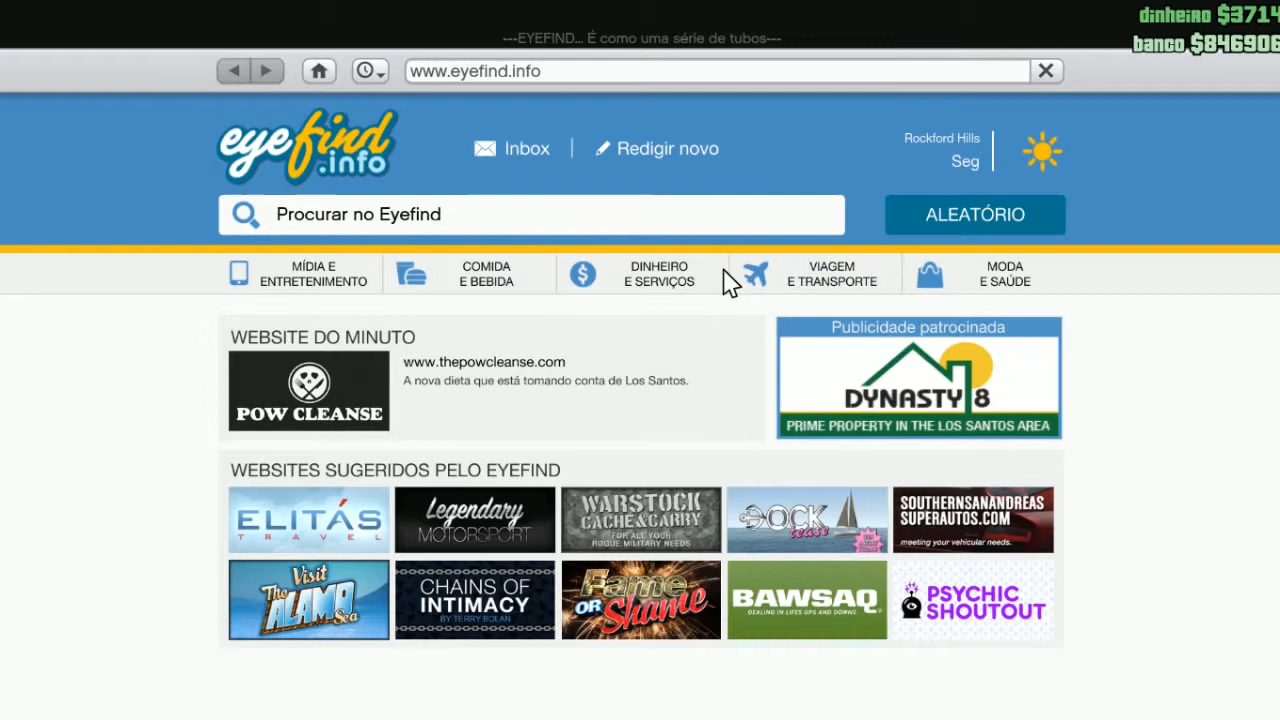 dinheiro $3714
---EYEFIND... É como uma série de tubos---
banco $846906
www.eyefind.info
eyefind
.info
Inbox
Redigir novo
Rockford Hills
Seg
Procurar no Eyefind
ALEATÓRIO
MÍDIA E
ENTRETENIMENTO
COMIDA
E BEBIDA
DINHEIRO
E SERVIÇOS
VIAGEM
E TRANSPORTE
MODA
E SAÚDE
WEBSITE DO MINUTO
POW CLEANSE
www.thepowcleanse.com
A nova dieta que está tomando conta de Los Santos.
Publicidade patrocinada
DYNASTY 8
PRIME PROPERTY IN THE LOS SANTOS AREA
WEBSITES SUGERIDOS PELO EYEFIND
ELITÁS
TRAVEL
Legendary
MOTORSPORT
WARSTOCK
CACHE & CARRY
FOR ALL YOUR
ROGUE MILITARY NEEDS
DOCK
tease
SOUTHERNSANANDREAS
SUPERAUTOS.COM
meeting your vehicular needs.
Visit
The
ALAMO
Sea
CHAINS OF
INTIMACY
BY TERRY BOLAN
Fame
OR Shame
BAWSAQ
DEALING IN LIFE'S UPS AND DOWNS
PSYCHIC
SHOUTOUT